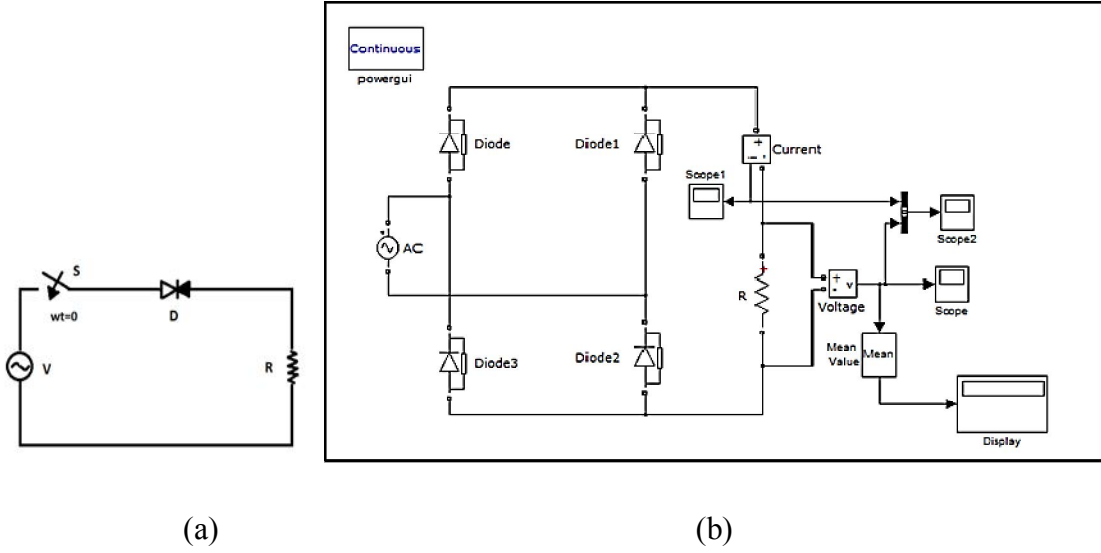 S
wt=0
D
V
R
(a)
Continuous
powergui
Diode
Diode1
+
Current
Scope1
AC
Scope2
+
R
+
-
v
Voltage
Scope
Diode3
Diode2
Mean
Value
Mean
Display
(b)